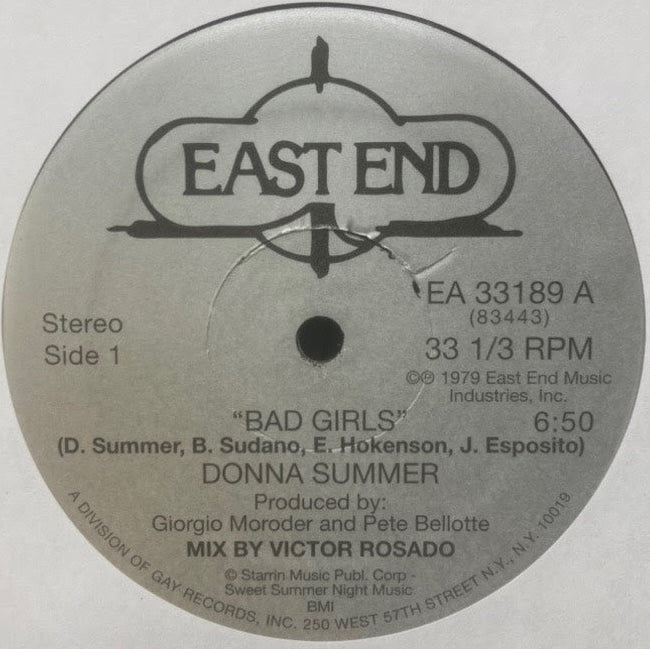 EAST END
EA 33189 A
(83443)
Stereo
Side 1
33 1/3 RPM
©℗ 1979 East End Music
Industries, Inc.
"BAD GIRLS" 6:50
(D. Summer, B. Sudano, E. Hokenson, J. Esposito)
DONNA SUMMER
Produced by:
Giorgio Moroder and Pete Bellotte
MIX BY VICTOR ROSADO
© Starrin Music Publ. Corp -
Sweet Summer Night Music
BMI
A DIVISION OF GAY RECORDS, INC. 250 WEST 57TH STREET N.Y., N.Y. 10019